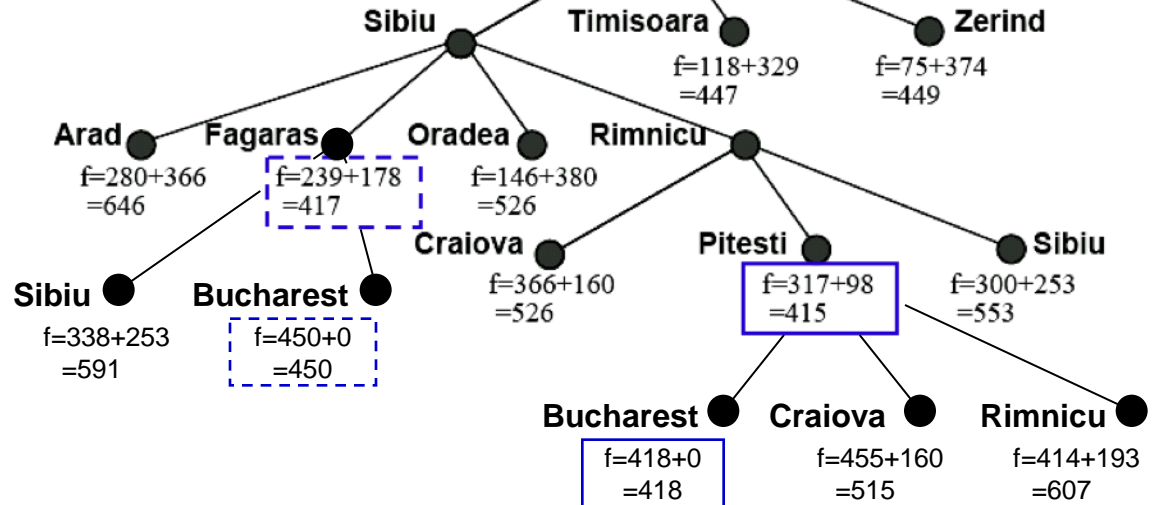 Sibiu
Timisoara
Zerind
f=118+329
=447
f=75+374
=449
Arad
Fagaras
Oradea
Rimnicu
f=280+366
=646
f=239+178
=417
f=146+380
=526
Craiova
Pitesti
Sibiu
f=366+160
=526
f=317+98
=415
f=300+253
=553
Sibiu
Bucharest
f=338+253
=591
f=450+0
=450
Bucharest
Craiova
Rimnicu
f=418+0
=418
f=455+160
=515
f=414+193
=607